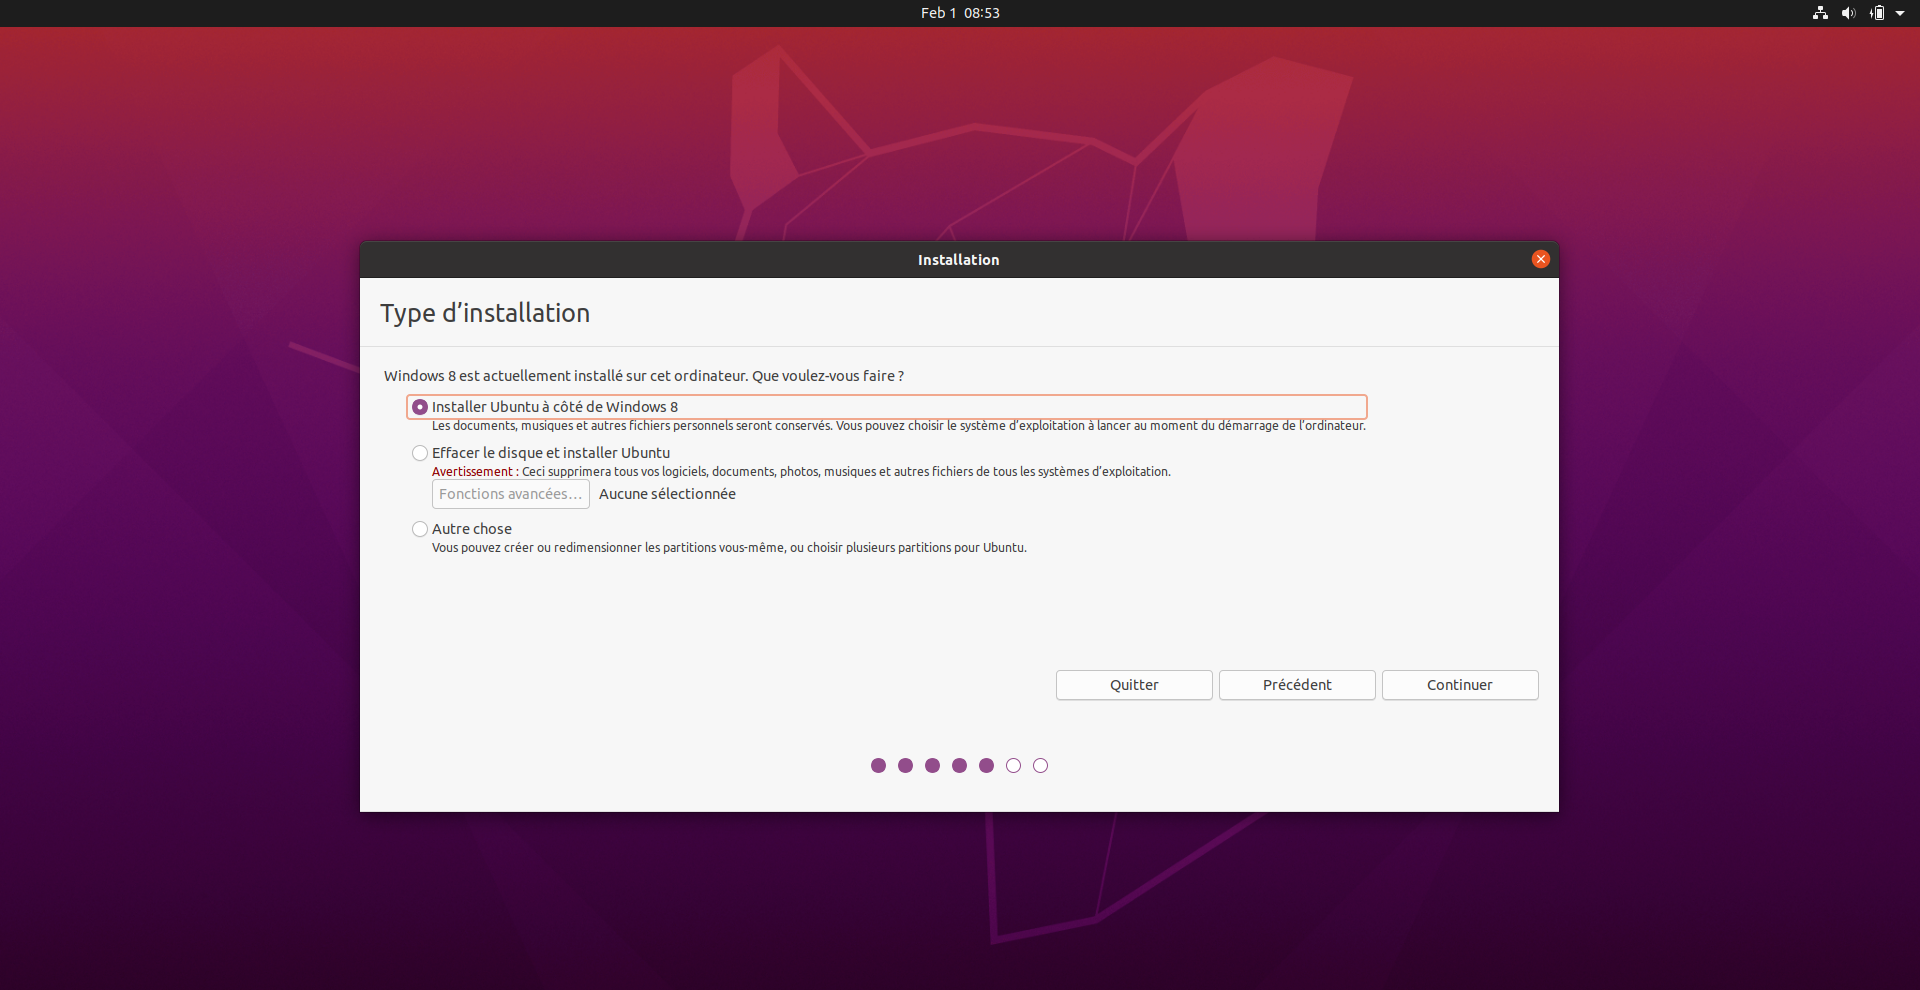 Feb 1 08:53
Installation
Type d’installation
Windows 8 est actuellement installé sur cet ordinateur. Que voulez-vous faire ?
Installer Ubuntu à côté de Windows 8
Les documents, musiques et autres fichiers personnels seront conservés. Vous pouvez choisir le système d’exploitation à lancer au moment du démarrage de l’ordinateur.
Effacer le disque et installer Ubuntu
Avertissement : Ceci supprimera tous vos logiciels, documents, photos, musiques et autres fichiers de tous les systèmes d’exploitation.
Fonctions avancées… Aucune sélectionnée
Autre chose
Vous pouvez créer ou redimensionner les partitions vous-même, ou choisir plusieurs partitions pour Ubuntu.
Quitter Précédent Continuer